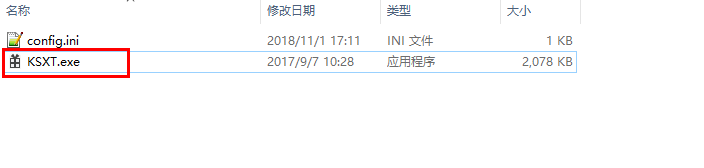 名称 修改日期 类型 大小
config.ini 2018/11/1 17:11 INI 文件 1 KB
KSXT.exe 2017/9/7 10:28 应用程序 2,078 KB